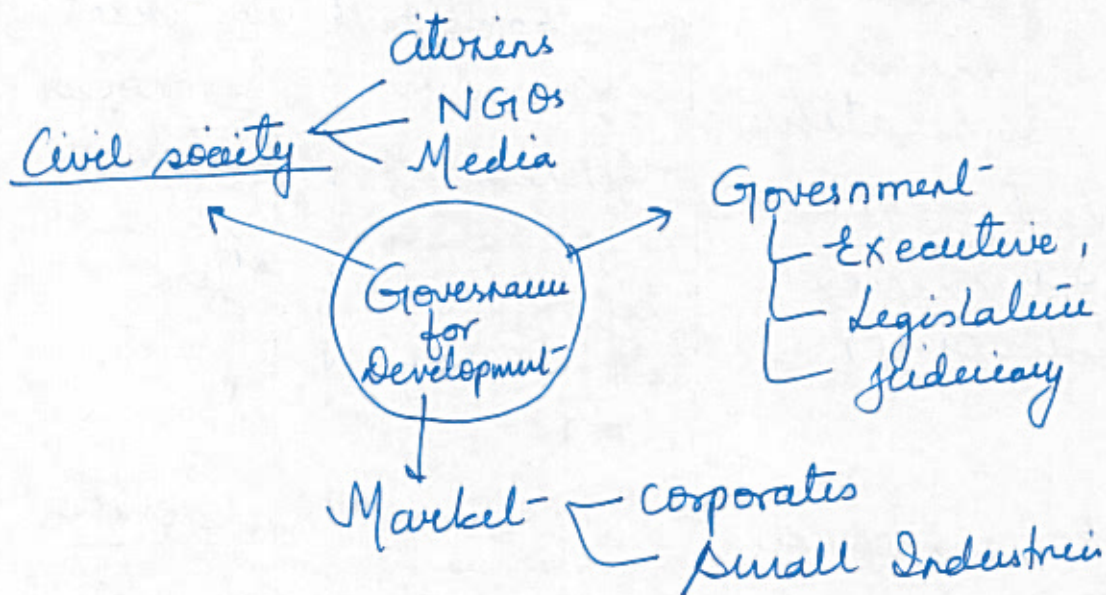 Citizens
NGOs
Media
Civil society
Government
Executive,
Legislature
Judiciary
Governance
for
Development
Market
Corporates
Small Industries